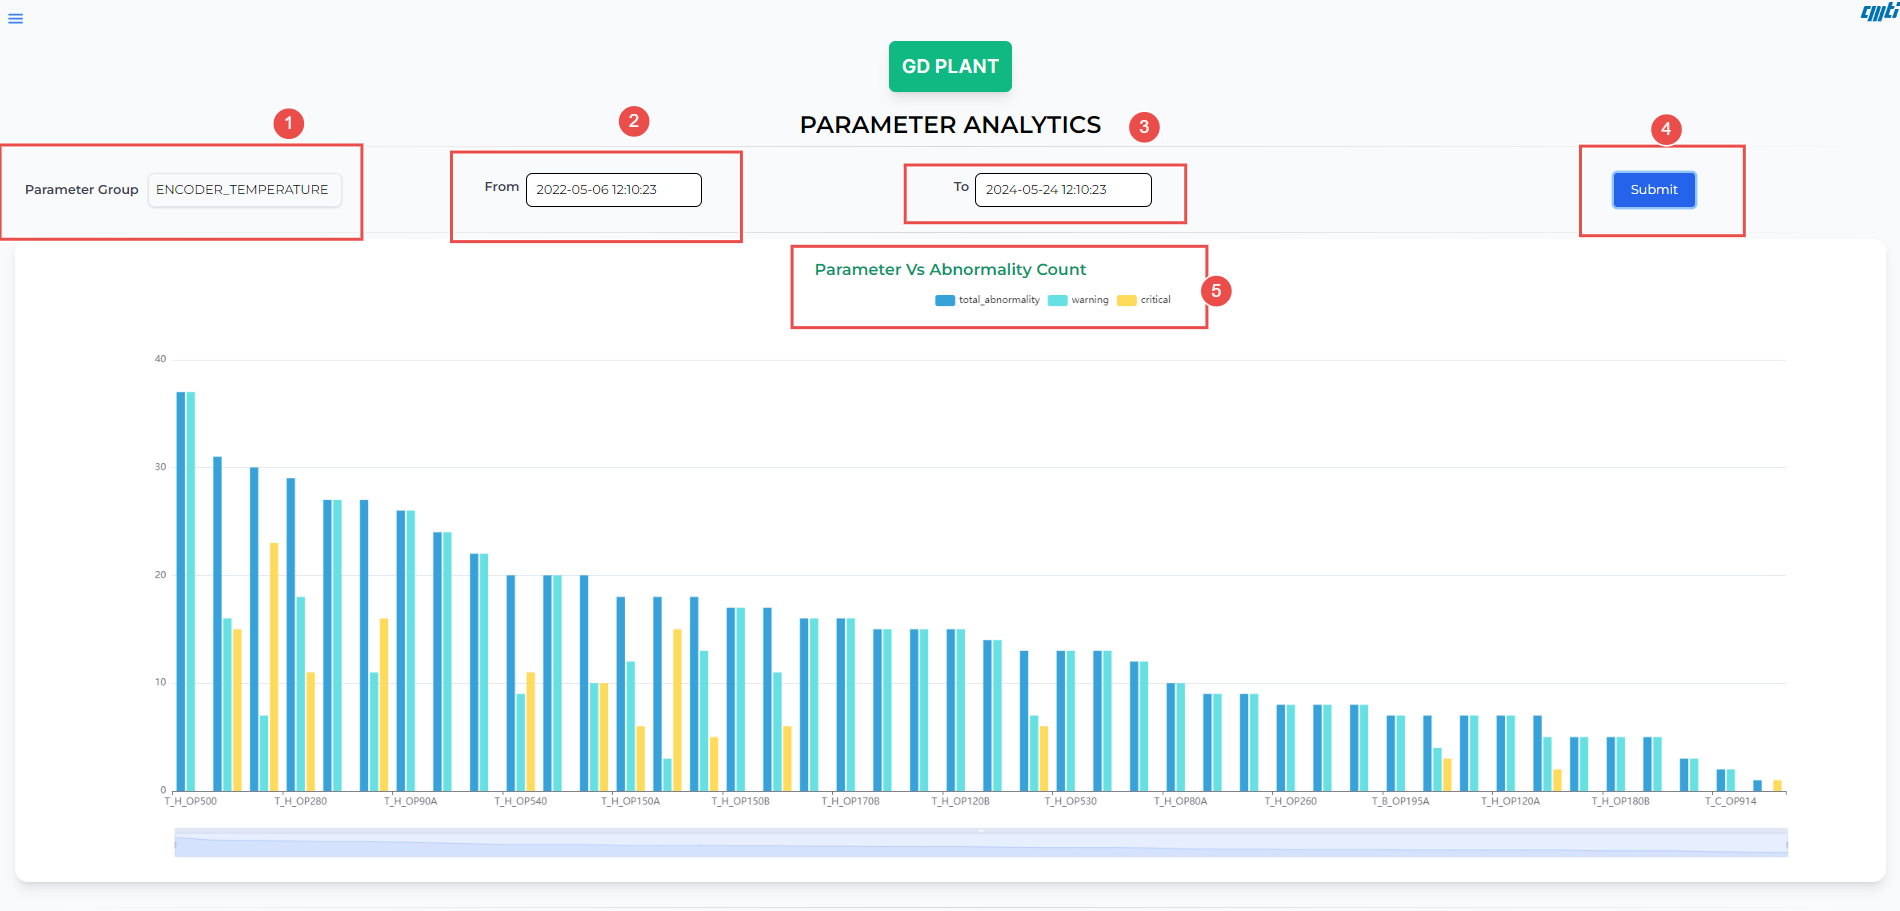 cmti
GD PLANT
PARAMETER ANALYTICS
1
2
3
4
Parameter Group ENCODER_TEMPERATURE
From 2022-05-06 12:10:23
To 2024-05-24 12:10:23
Submit
Parameter Vs Abnormality Count
total_abnormality warning critical
5
40
30
20
10
0
T_H_OP500 T_H_OP280 T_H_OP90A T_H_OP540 T_H_OP150A T_H_OP150B T_H_OP170B T_H_OP120B T_H_OP530 T_H_OP80A T_H_OP260 T_B_OP195A T_H_OP120A T_H_OP180B T_C_OP914